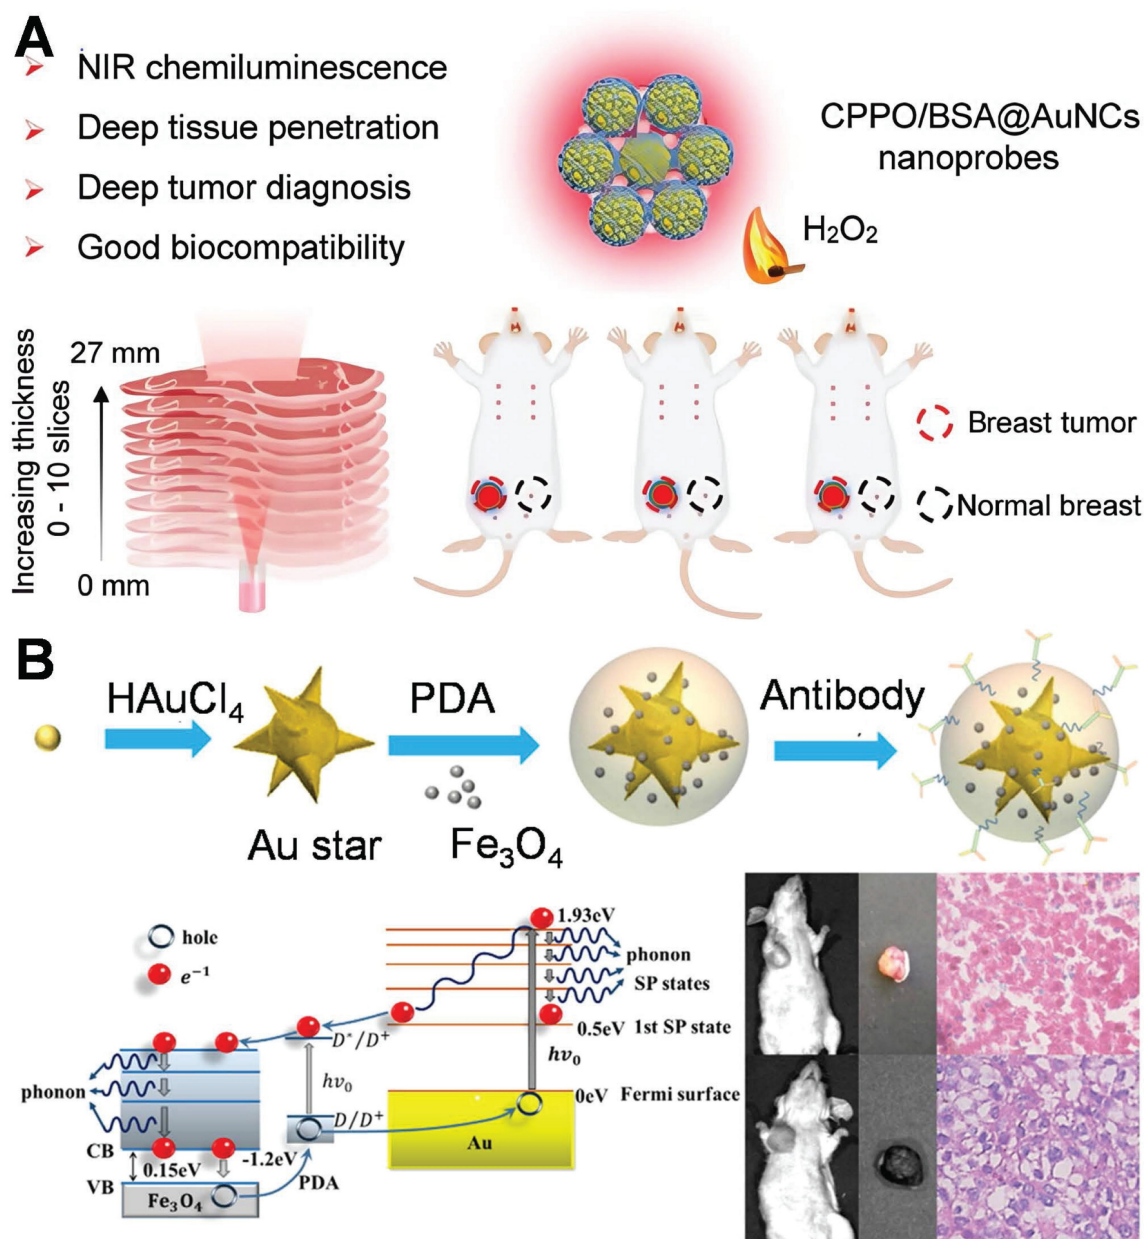 A
NIR chemiluminescence
Deep tissue penetration
Deep tumor diagnosis
Good biocompatibility
CPPO/BSA@AuNCs
nanoprobes
H₂O₂
Increasing thickness
0 - 10 slices
27 mm
0 mm
Breast tumor
Normal breast
B
HAuCl₄
PDA
Antibody
Au star
Fe₃O₄
hole
e⁻¹
1.93eV
phonon
SP states
0.5eV 1st SP state
D*/D⁺
hν₀
hν₀
phonon
0eV Fermi surface
D/D⁺
Au
CB
0.15eV
-1.2eV
VB
PDA
Fe₃O₄